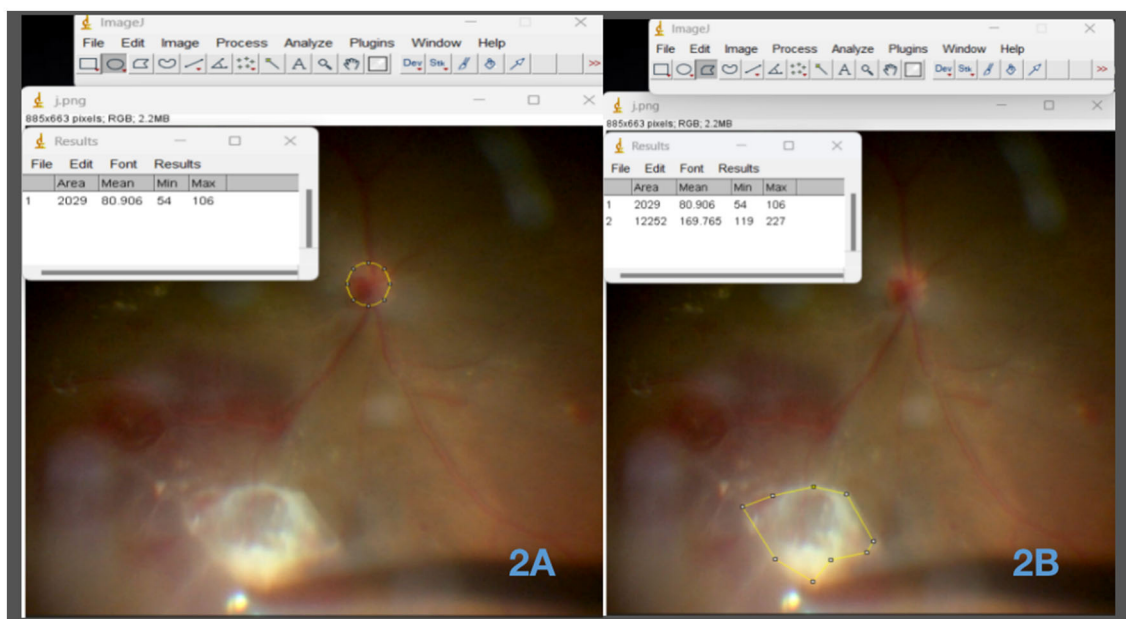 ImageJ
File Edit Image Process Analyze Plugins Window Help
A Dev Stk >>
j.png
885x663 pixels; RGB; 2.2MB
Results
File Edit Font Results
Area Mean Min Max
1 2029 80.906 54 106
2A
ImageJ
File Edit Image Process Analyze Plugins Window Help
A Dev Stk >>
j.png
885x663 pixels; RGB; 2.2MB
Results
File Edit Font Results
Area Mean Min Max
1 2029 80.906 54 106
2 12252 169.765 119 227
2B